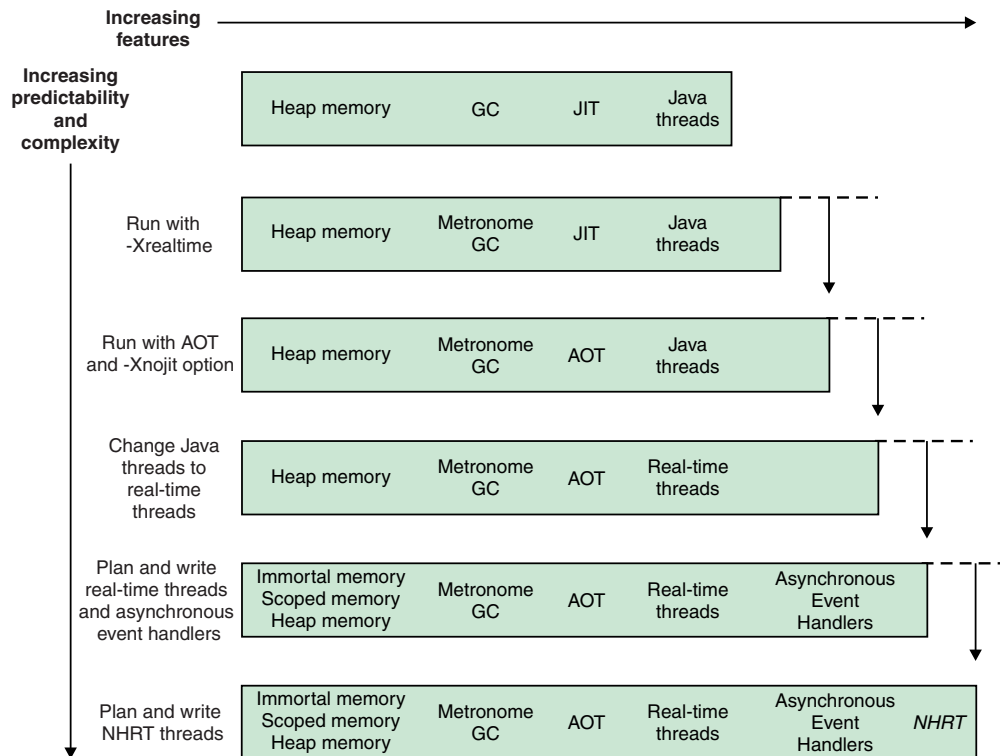 Increasing
features
Increasing
predictability
and
complexity
Heap memory
GC
JIT
Java
threads
Run with
-Xrealtime
Heap memory
Metronome
GC
JIT
Java
threads
Run with AOT
and -Xnojit option
Heap memory
Metronome
GC
AOT
Java
threads
Change Java
threads to
real-time
threads
Heap memory
Metronome
GC
AOT
Real-time
threads
Plan and write
real-time threads
and asynchronous
event handlers
Immortal memory
Scoped memory
Heap memory
Metronome
GC
AOT
Real-time
threads
Asynchronous
Event
Handlers
Plan and write
NHRT threads
Immortal memory
Scoped memory
Heap memory
Metronome
GC
AOT
Real-time
threads
Asynchronous
Event
Handlers
NHRT